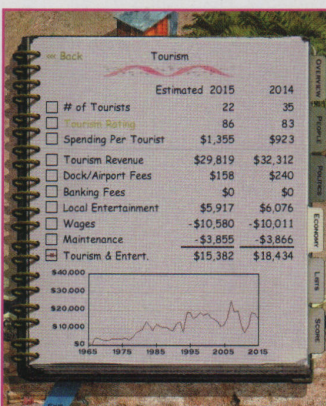 << Back
Tourism
Estimated 2015 2014
# of Tourists 22 35
Tourism Rating 86 83
Spending Per Tourist $1,355 $923
Tourism Revenue $29,819 $32,312
Dock/Airport Fees $158 $240
Banking Fees $0 $0
Local Entertainment $5,917 $6,076
Wages -$10,580 -$10,011
Maintenance -$3,855 -$3,866
Tourism & Entert. $15,382 $18,434
$40,000
$30,000
$20,000
$10,000
$0
1965 1975 1985 1995 2005 2015
OVERVIEW
PEOPLE
POLITICS
ECONOMY
LISTS
SCORE